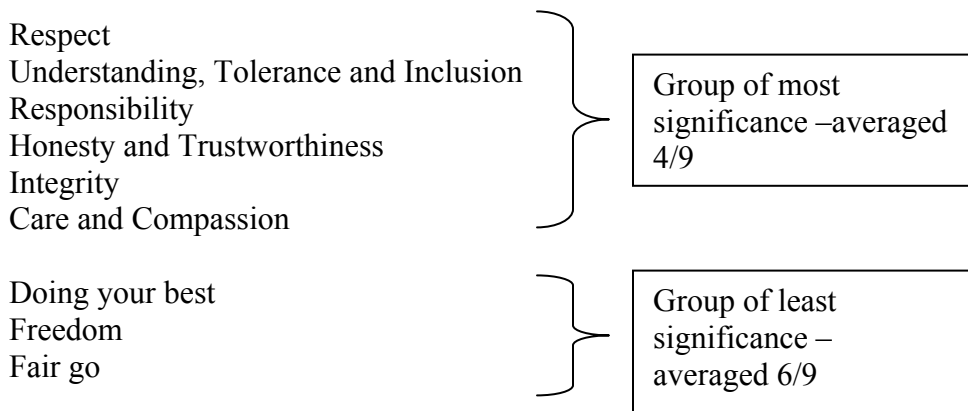 Respect
Understanding, Tolerance and Inclusion
Responsibility
Honesty and Trustworthiness
Integrity
Care and Compassion
Group of most
significance –averaged
4/9
Doing your best
Freedom
Fair go
Group of least
significance –
averaged 6/9